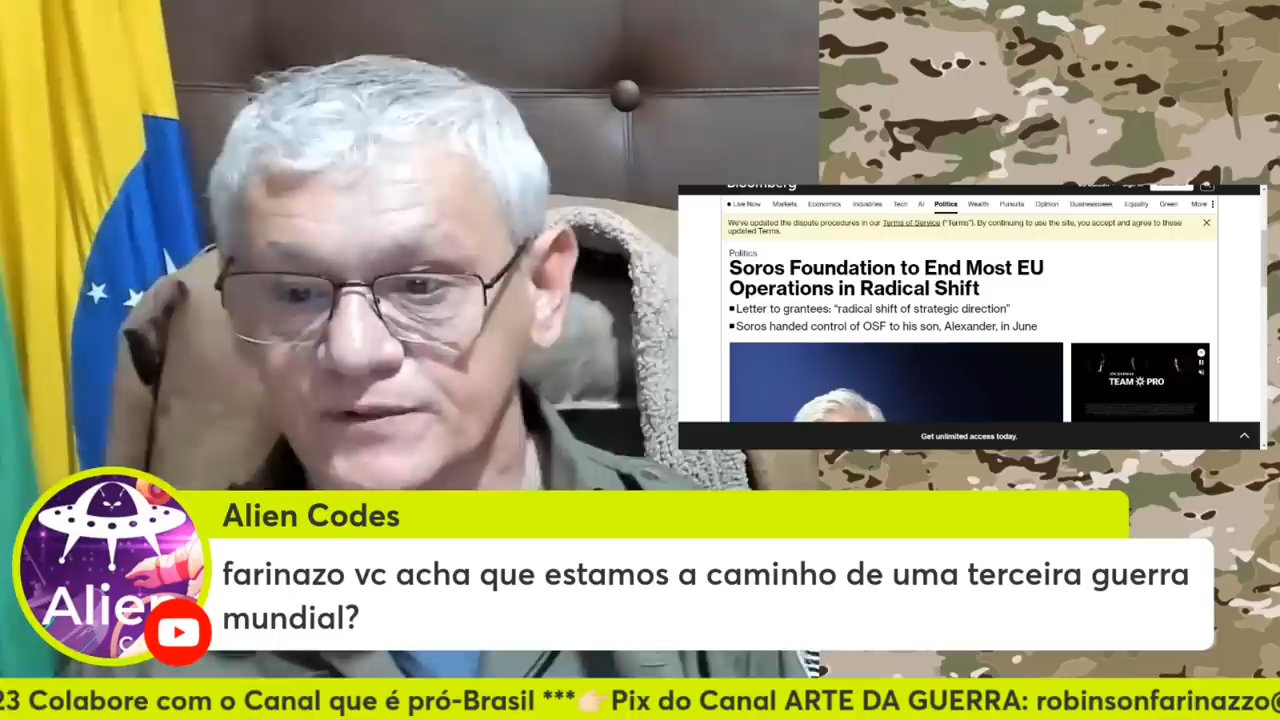 Live Now Markets Economics Industries Tech AI Politics Wealth Pursuits Opinion Businessweek Equality Green More
We've updated the dispute procedures in our Terms of Service ("Terms"). By continuing to use the site, you accept and agree to these
updated Terms.
Politics
Soros Foundation to End Most EU
Operations in Radical Shift
Letter to grantees: "radical shift of strategic direction"
Soros handed control of OSF to his son, Alexander, in June
TEAM PRO
Get unlimited access today.
Alien Codes
farinazo vc acha que estamos a caminho de uma terceira guerra
mundial?
Alien
23 Colabore com o Canal que é pró-Brasil ***👉🏻Pix do Canal ARTE DA GUERRA: robinsonfarinazzo@